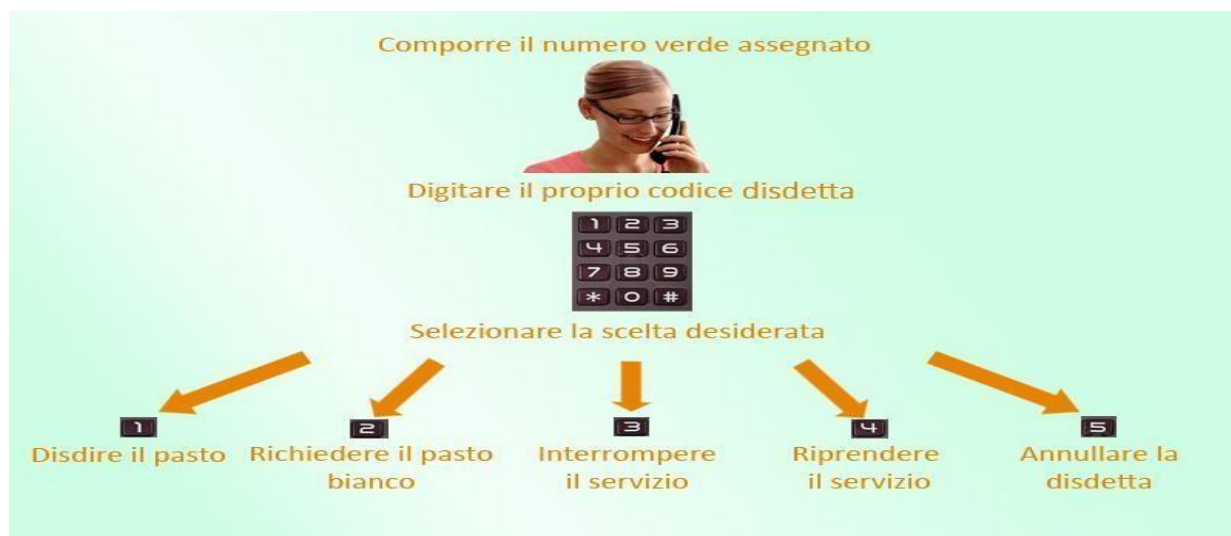 Comporre il numero verde assegnato
Digitare il proprio codice disdetta
1 2 3
4 5 6
7 8 9
* 0 #
Selezionare la scelta desiderata
1 2 3 4 5
Disdire il pasto Richiedere il pasto Interrompere Riprendere Annullare la
bianco il servizio il servizio disdetta